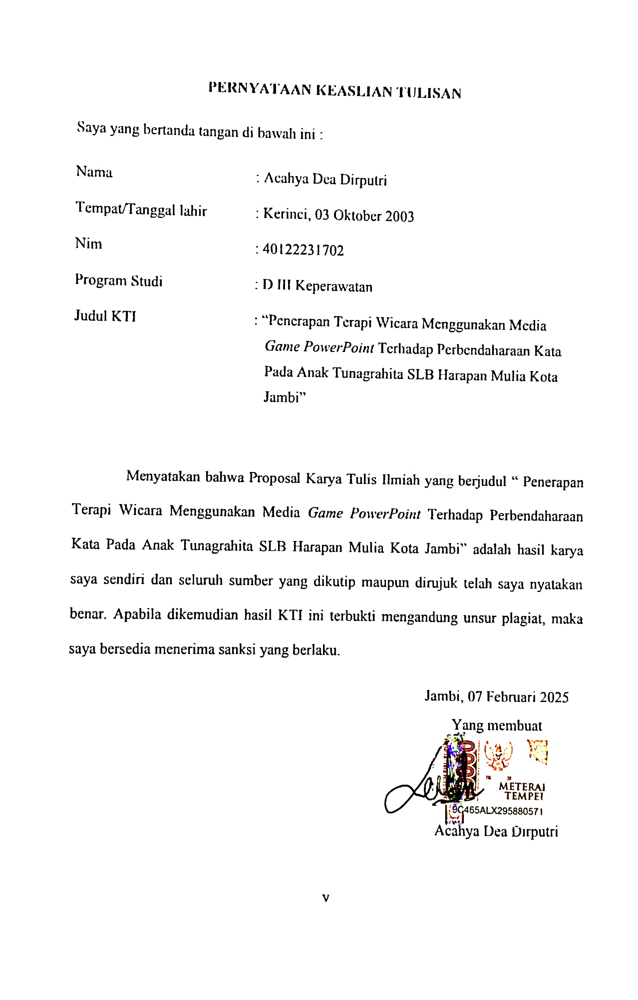 PERNYATAAN KEASLIAN TULISAN
Saya yang bertanda tangan di bawah ini :
Nama : Acahya Dea Dirputri
Tempat/Tanggal lahir : Kerinci, 03 Oktober 2003
Nim : 40122231702
Program Studi : D III Keperawatan
Judul KTI : “Penerapan Terapi Wicara Menggunakan Media
Game PowerPoint Terhadap Perbendaharaan Kata
Pada Anak Tunagrahita SLB Harapan Mulia Kota
Jambi”
Menyatakan bahwa Proposal Karya Tulis Ilmiah yang berjudul “ Penerapan
Terapi Wicara Menggunakan Media Game PowerPoint Terhadap Perbendaharaan
Kata Pada Anak Tunagrahita SLB Harapan Mulia Kota Jambi” adalah hasil karya
saya sendiri dan seluruh sumber yang dikutip maupun dirujuk telah saya nyatakan
benar. Apabila dikemudian hasil KTI ini terbukti mengandung unsur plagiat, maka
saya bersedia menerima sanksi yang berlaku.
Jambi, 07 Februari 2025
Yang membuat
TGL 20
METERAI
TEMPEL
9C465ALX295880571
Acahya Dea Dirputri
v